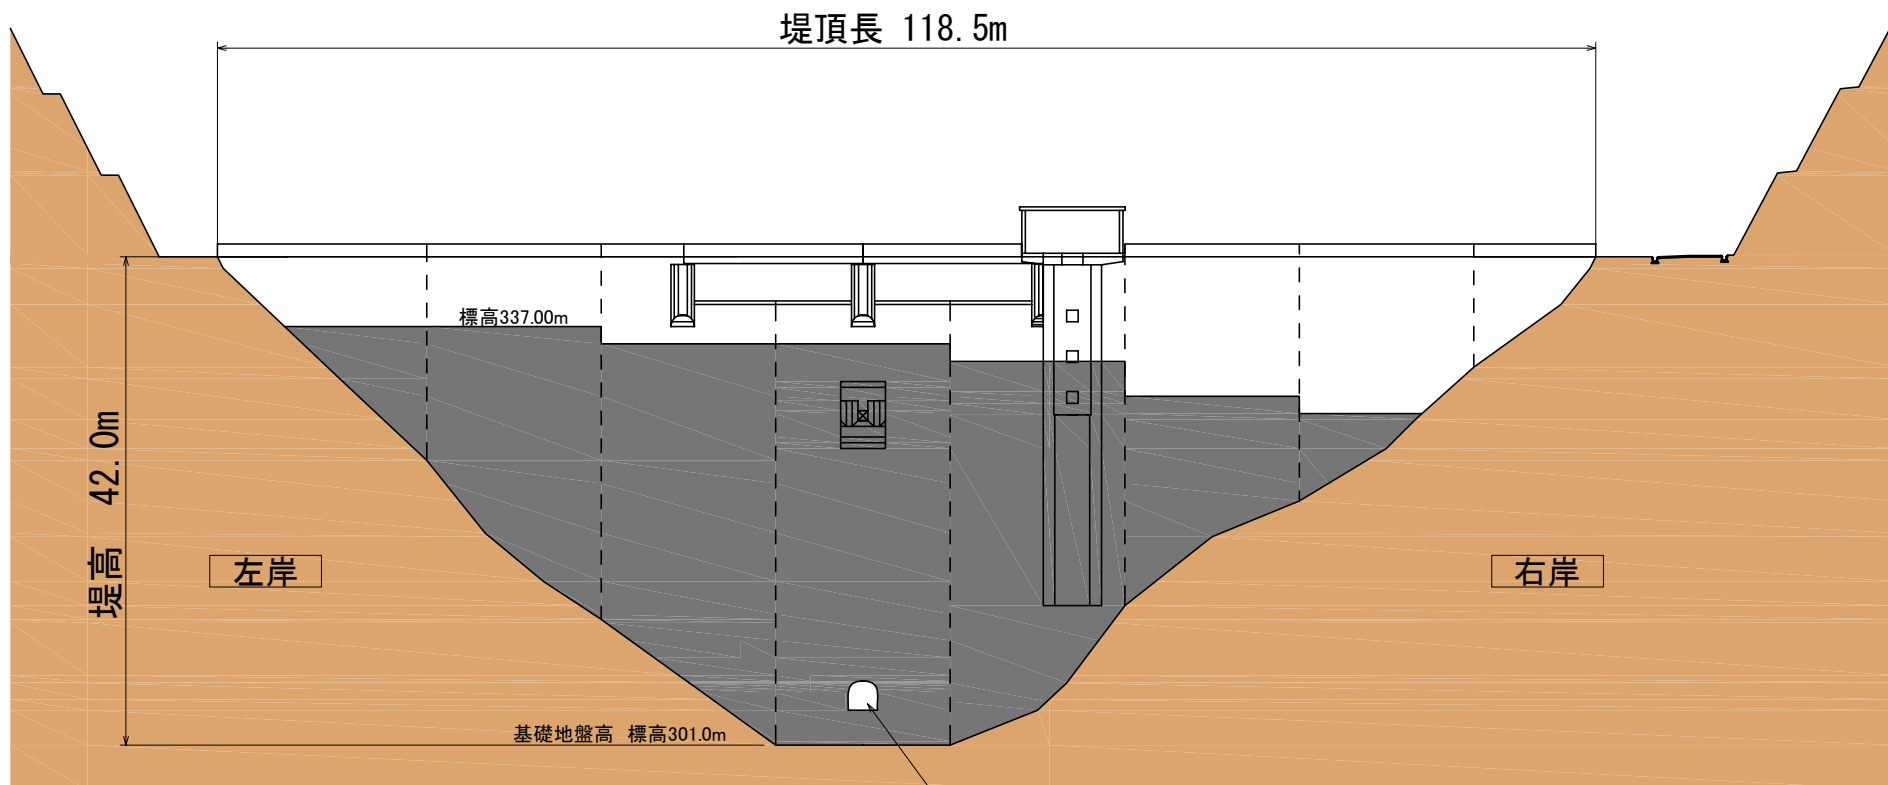 堤頂長 118.5m
標高337.00m
堤高 42.0m
左岸
右岸
基礎地盤高 標高301.0m